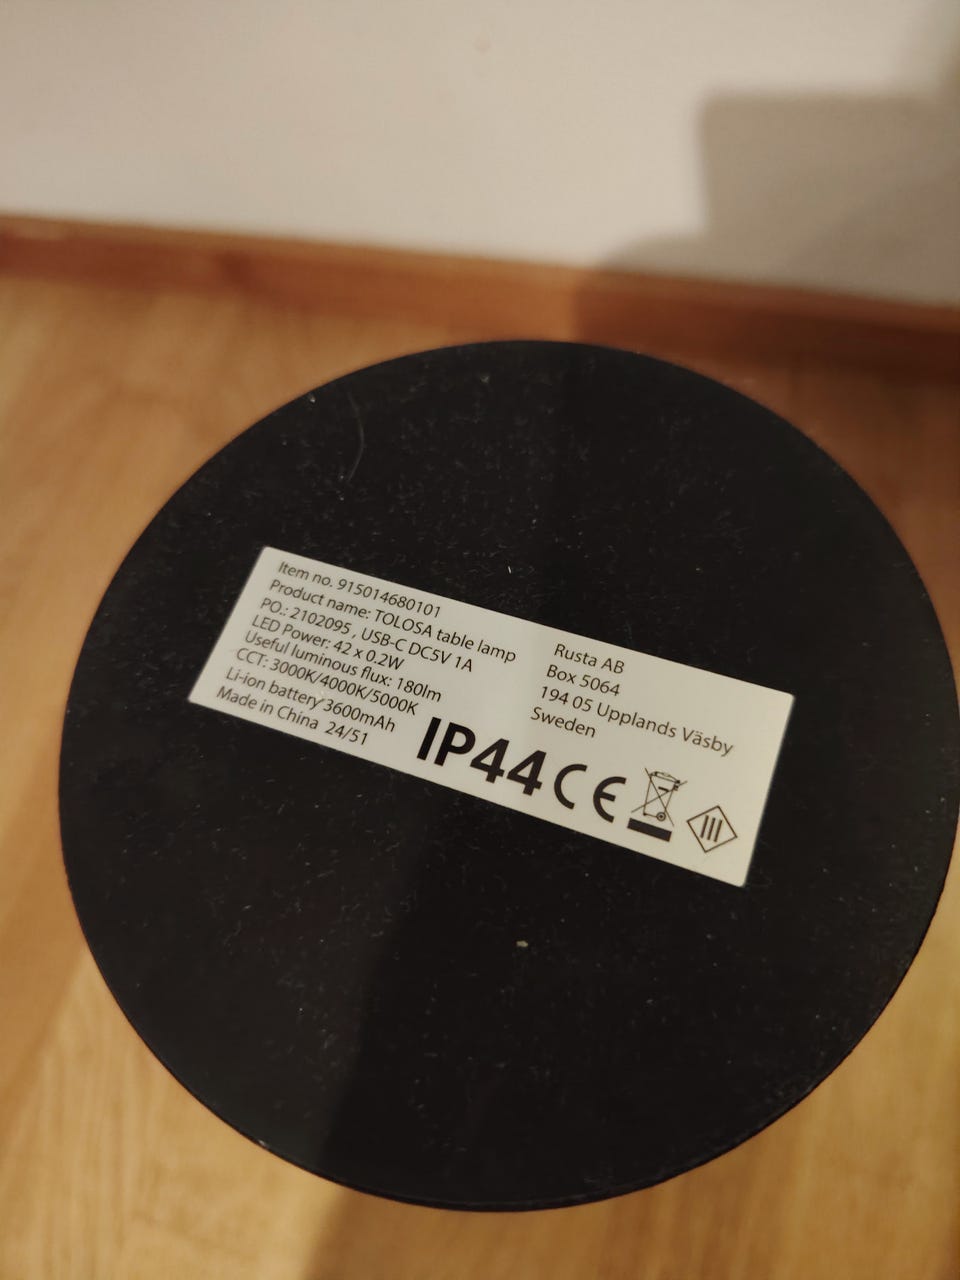 Item no. 915014680101
Product name: TOLOSA table lamp
PO.: 2102095 , USB-C DC5V 1A
LED Power: 42 x 0.2W
Useful luminous flux: 180lm
CCT: 3000K/4000K/5000K
Li-ion battery 3600mAh
Made in China 24/51
Rusta AB
Box 5064
194 05 Upplands Väsby
Sweden
IP44 CE
III